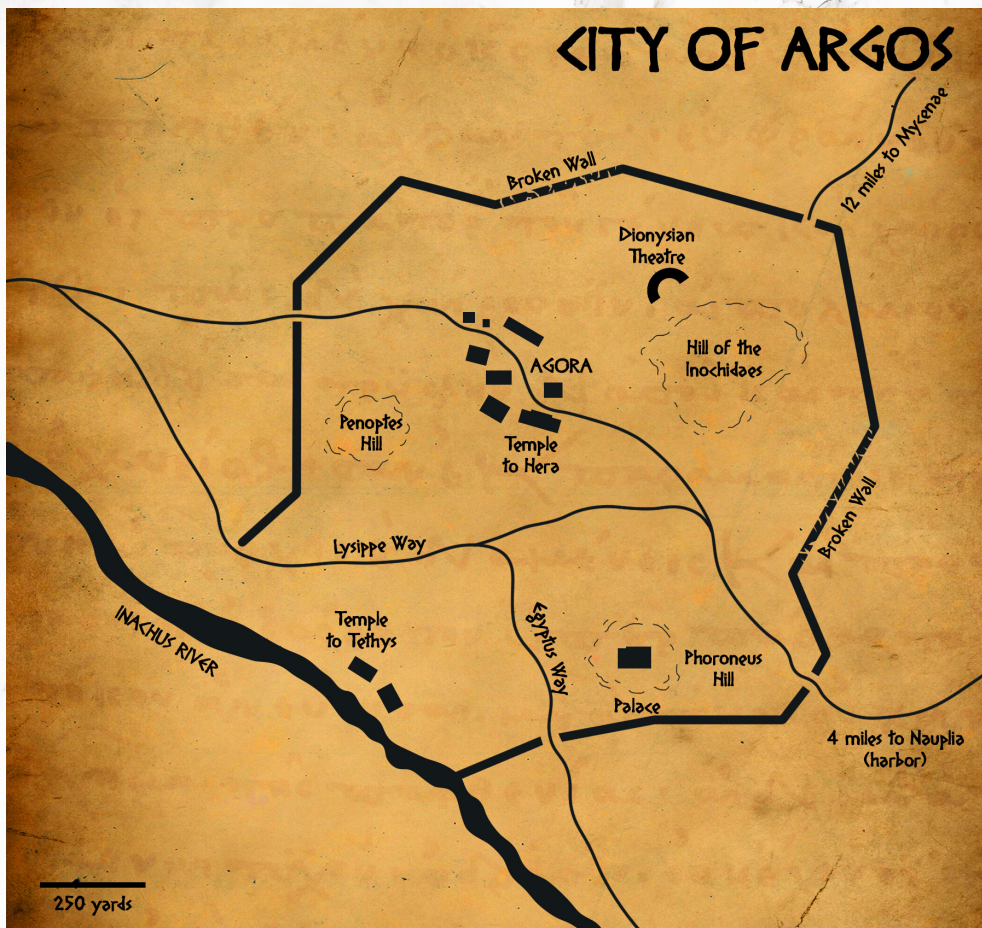 CITY OF ARGOS
12 miles to Mycenae
Broken Wall
Dionysian
Theatre
Hill of the
Inochidaes
AGORA
Penoptes
Hill
Temple
to Hera
Broken Wall
Lysippe Way
INACHUS RIVER
Temple
to Tethys
Egyptus Way
Phoroneus
Hill
Palace
4 miles to Nauplia
(harbor)
250 yards